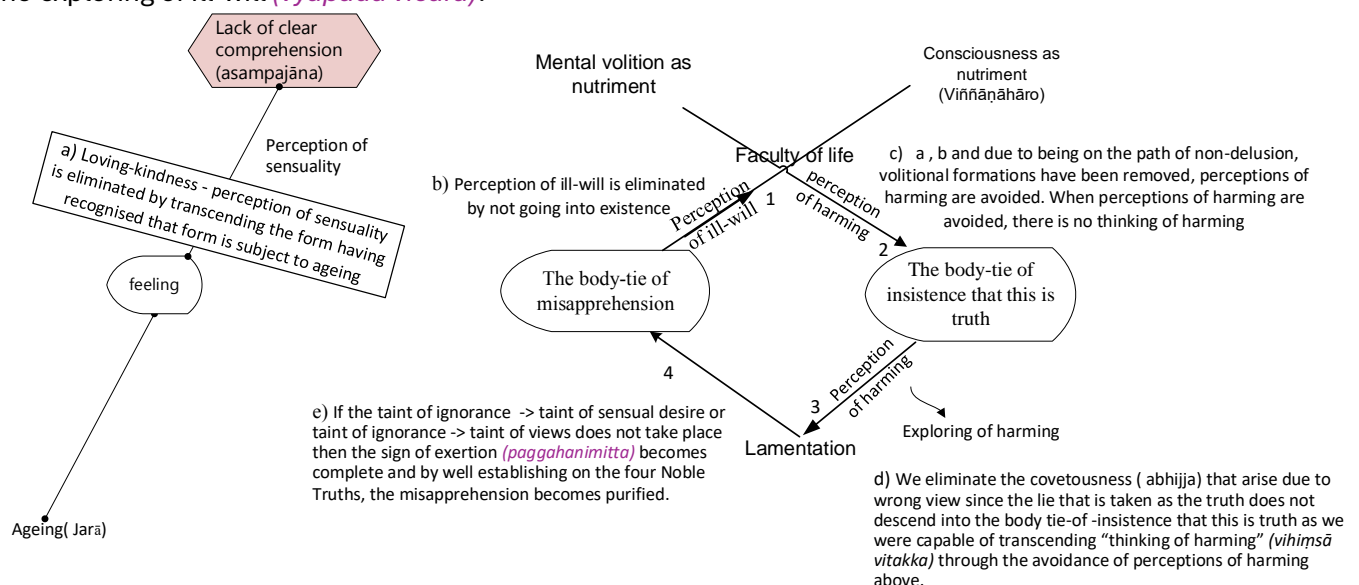 (vyāpāda vicāra).
Lack of clear
comprehension
(asampajāna)
Perception of
sensuality
a) Loving-kindness - perception of sensuality
is eliminated by transcending the form having
recognised that form is subject to ageing
feeling
Ageing( Jarā)
Mental volition as
nutriment
Consciousness as
nutriment
(Viññāṇāhāro)
Faculty of life
b) Perception of ill-will is eliminated
by not going into existence
Perception
of ill-will
1
perception
of harming
2
c) a , b and due to being on the path of non-delusion,
volitional formations have been removed, perceptions of
harming are avoided. When perceptions of harming are
avoided, there is no thinking of harming
The body-tie of
misapprehension
The body-tie of
insistence that this is
truth
4
3
Perception
of harming
Exploring of harming
Lamentation
e) If the taint of ignorance -> taint of sensual desire or
taint of ignorance -> taint of views does not take place
then the sign of exertion (paggahanimitta) becomes
complete and by well establishing on the four Noble
Truths, the misapprehension becomes purified.
d) We eliminate the covetousness ( abhijja) that arise due to
wrong view since the lie that is taken as the truth does not
descend into the body tie-of -insistence that this is truth as we
were capable of transcending “thinking of harming” (vihiṃsā
vitakka) through the avoidance of perceptions of harming
above.